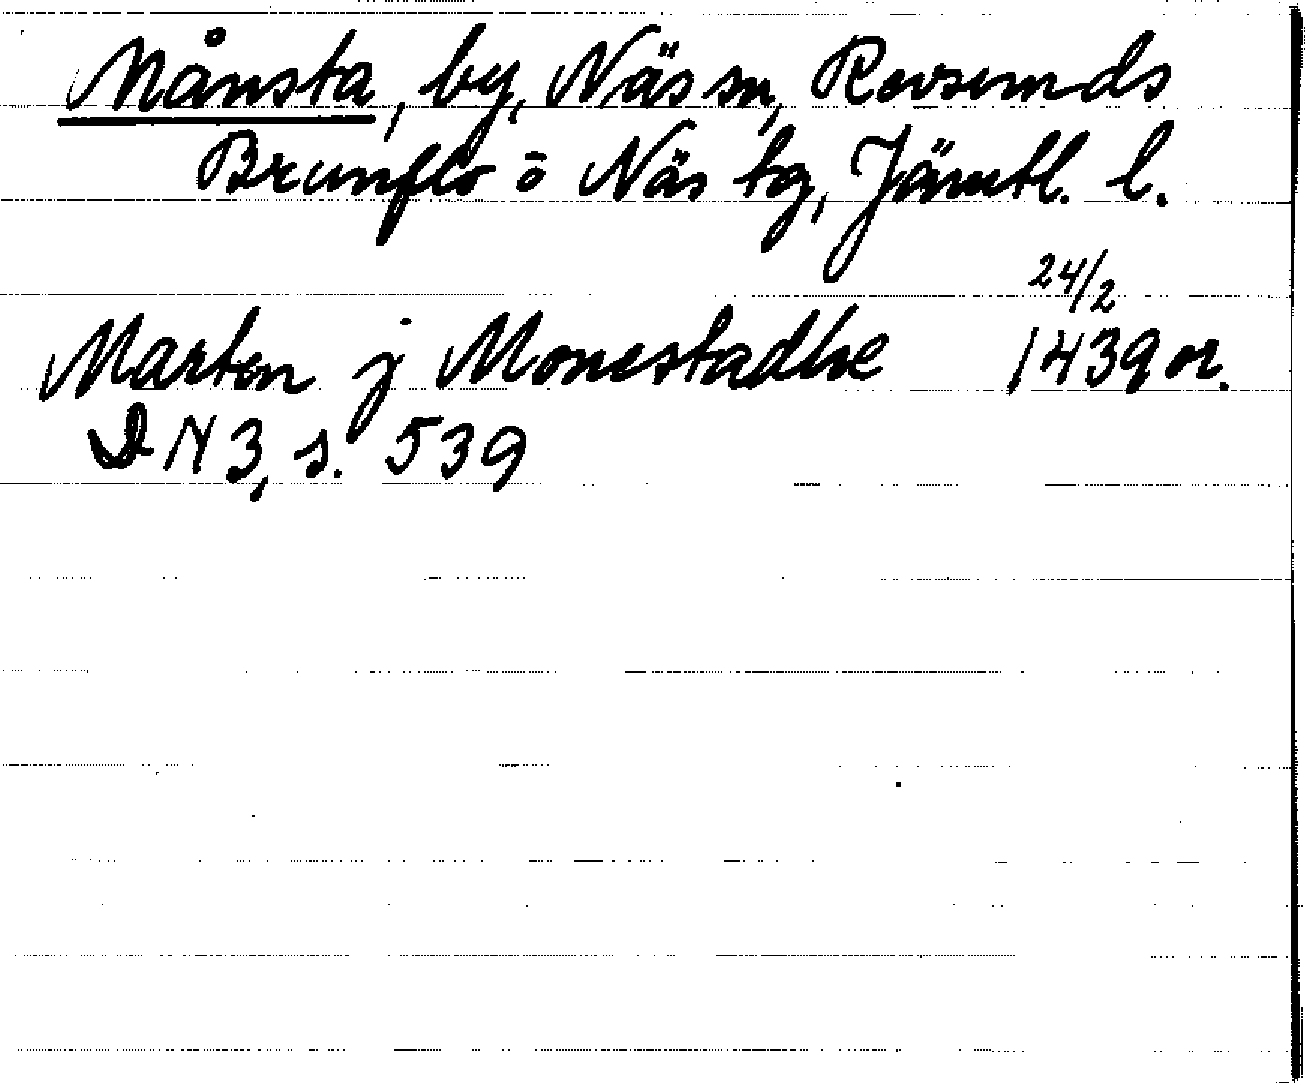 Månsta, by, Näs sn, Revsunds
Brunflo o Näs tg, Jämtl. l.
24/2
Marten j Monestadhe 1439 or.
DN 3, s. 539